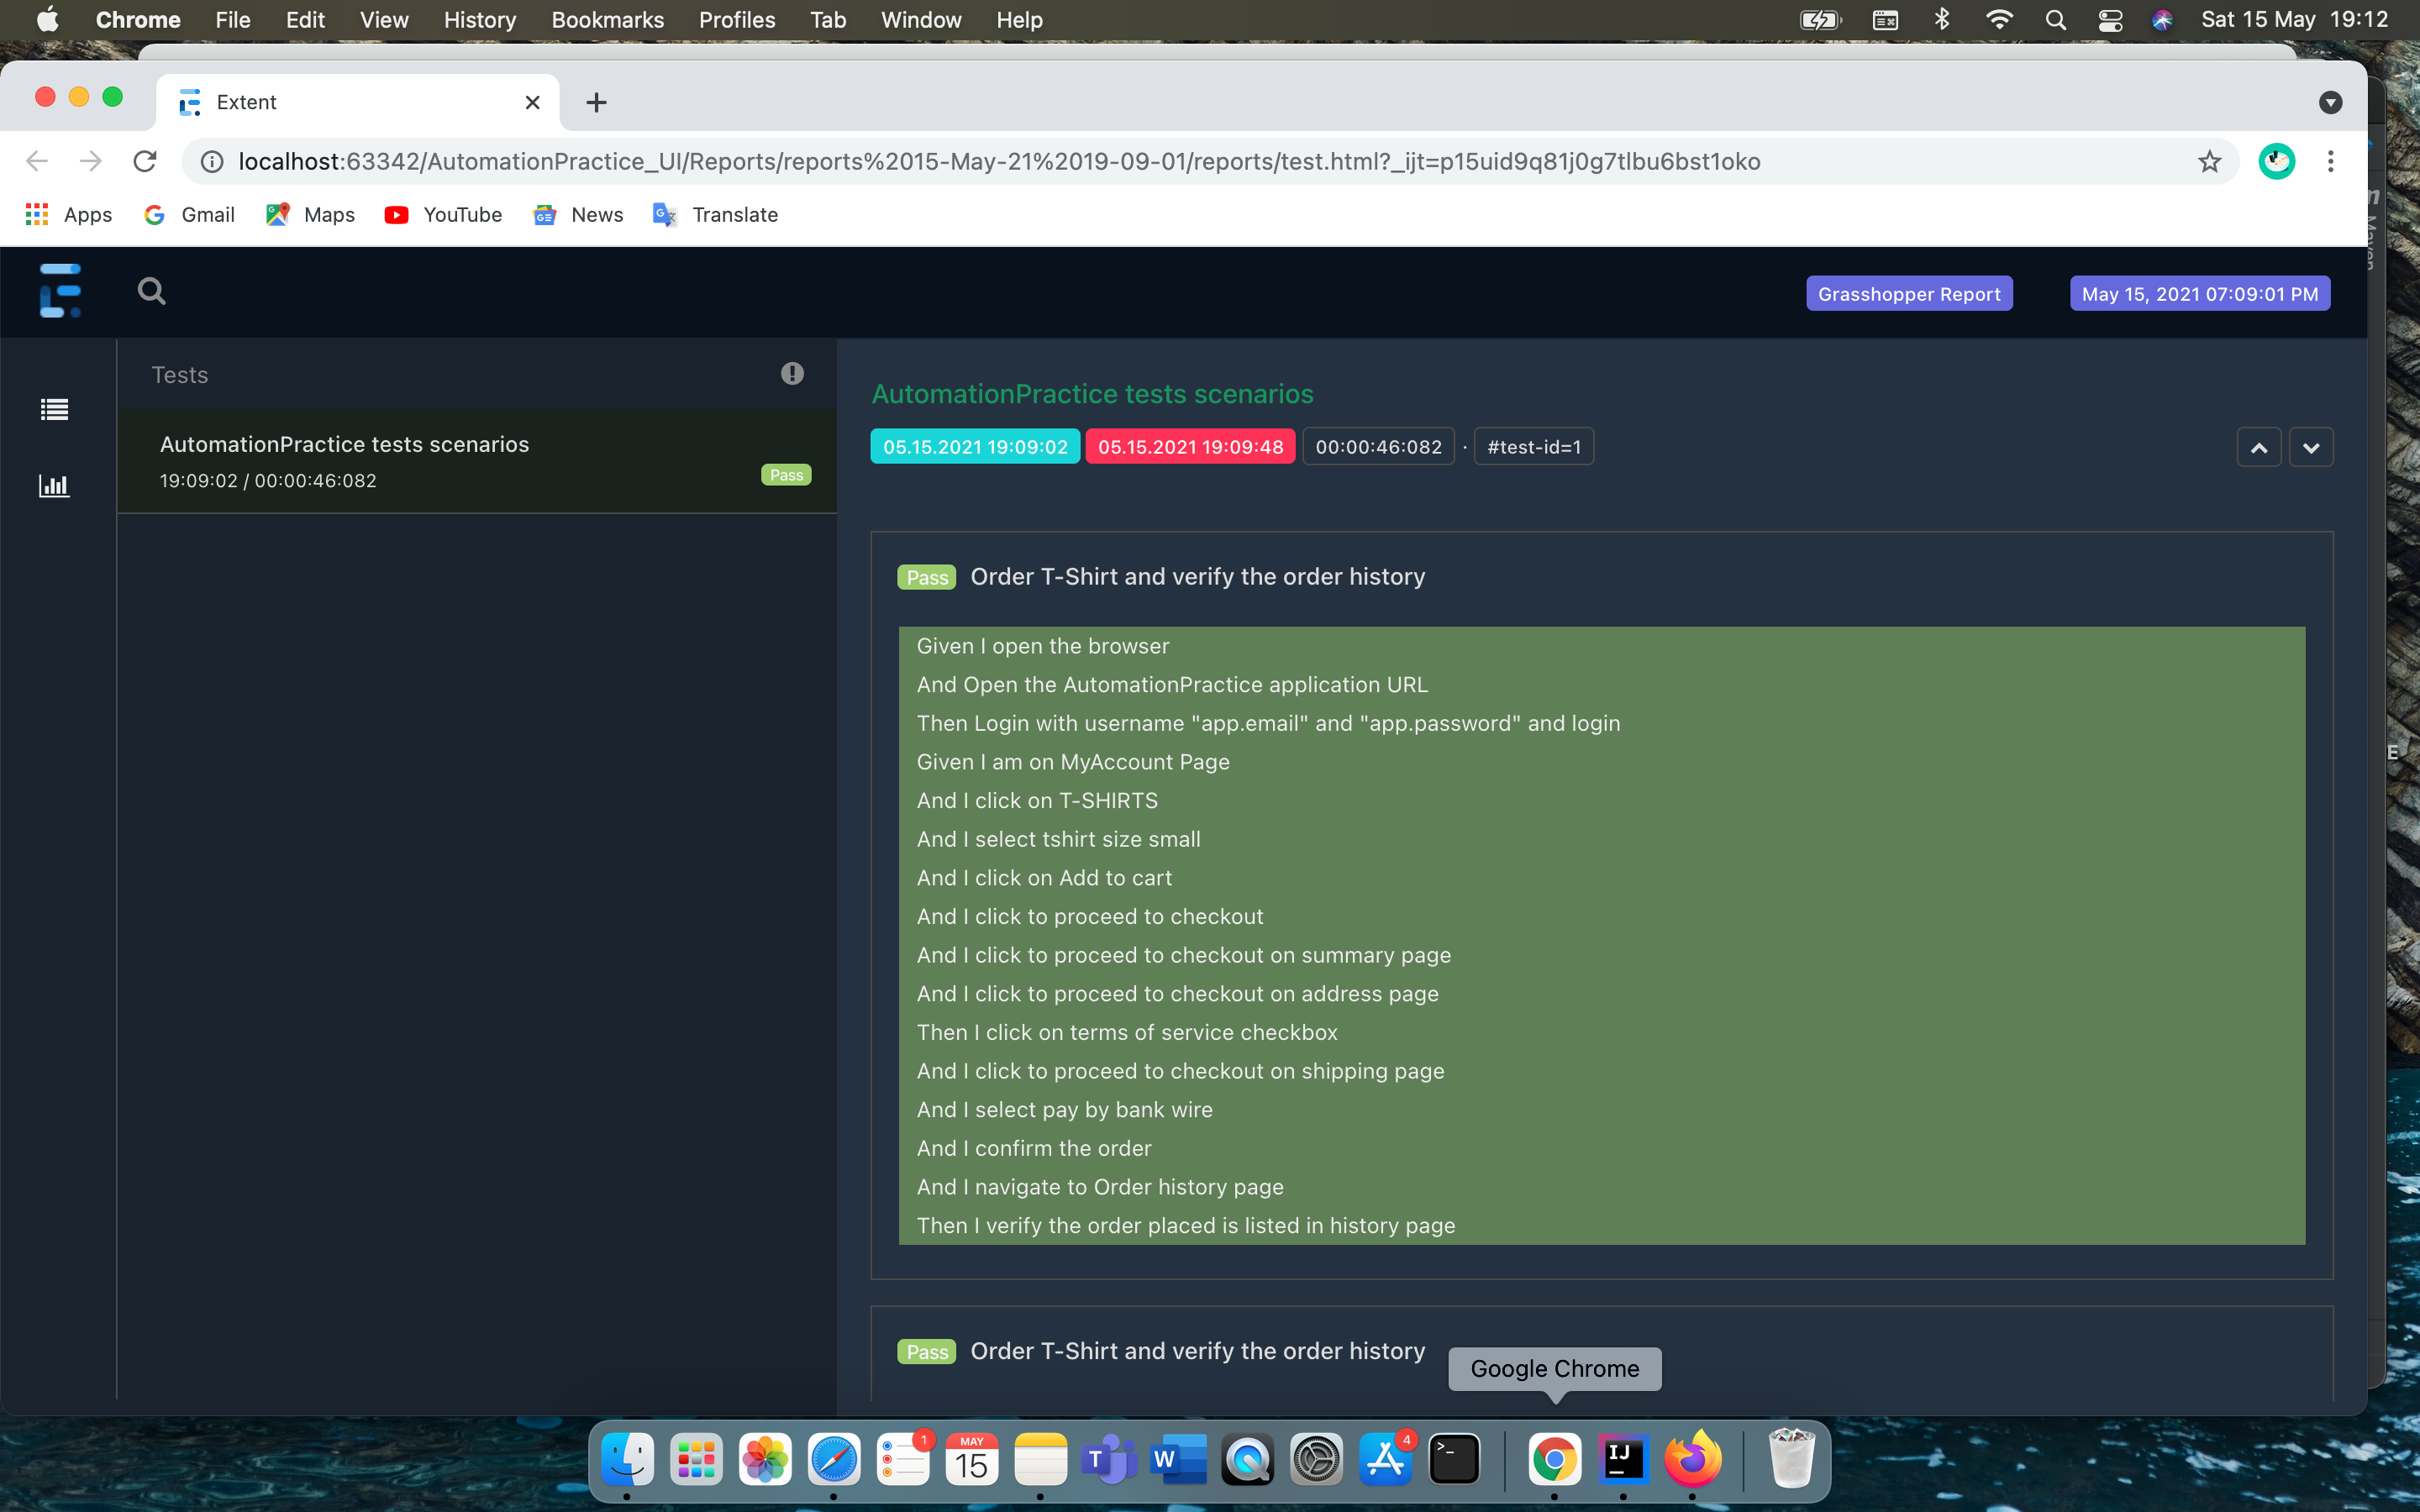 Chrome File Edit View History Bookmarks Profiles Tab Window Help Sat 15 May 19:12
Extent
localhost:63342/AutomationPractice_UI/Reports/reports%2015-May-21%2019-09-01/reports/test.html?_ijt=p15uid9q81j0g7tlbu6bst1oko
Apps Gmail Maps YouTube News Translate
Grasshopper Report May 15, 2021 07:09:01 PM
Tests
AutomationPractice tests scenarios
19:09:02 / 00:00:46:082 Pass
AutomationPractice tests scenarios
05.15.2021 19:09:02 05.15.2021 19:09:48 00:00:46:082 · #test-id=1
Pass Order T-Shirt and verify the order history
Given I open the browser
And Open the AutomationPractice application URL
Then Login with username "app.email" and "app.password" and login
Given I am on MyAccount Page
And I click on T-SHIRTS
And I select tshirt size small
And I click on Add to cart
And I click to proceed to checkout
And I click to proceed to checkout on summary page
And I click to proceed to checkout on address page
Then I click on terms of service checkbox
And I click to proceed to checkout on shipping page
And I select pay by bank wire
And I confirm the order
And I navigate to Order history page
Then I verify the order placed is listed in history page
Pass Order T-Shirt and verify the order history
Google Chrome
1 MAY 15 T W 4 >_ IJ